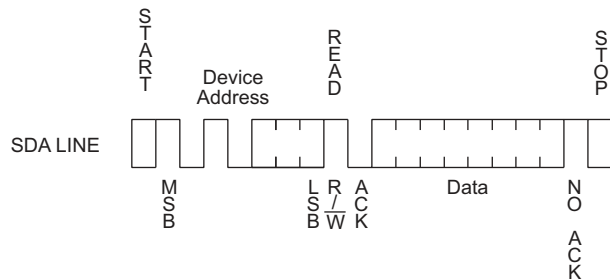 START
READ
STOP
Device
Address
SDA LINE
MSB
LSB
R/W
ACK
Data
NO ACK